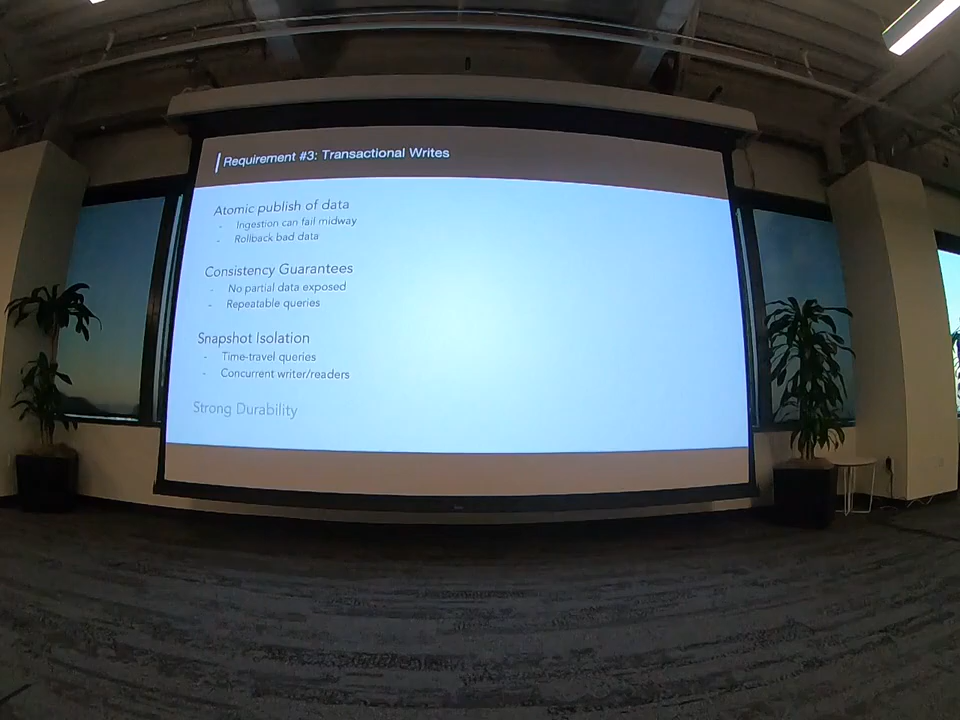 Requirement #3: Transactional Writes
Atomic publish of data
- Ingestion can fail midway
- Rollback bad data
Consistency Guarantees
- No partial data exposed
- Repeatable queries
Snapshot Isolation
- Time-travel queries
- Concurrent writer/readers
Strong Durability